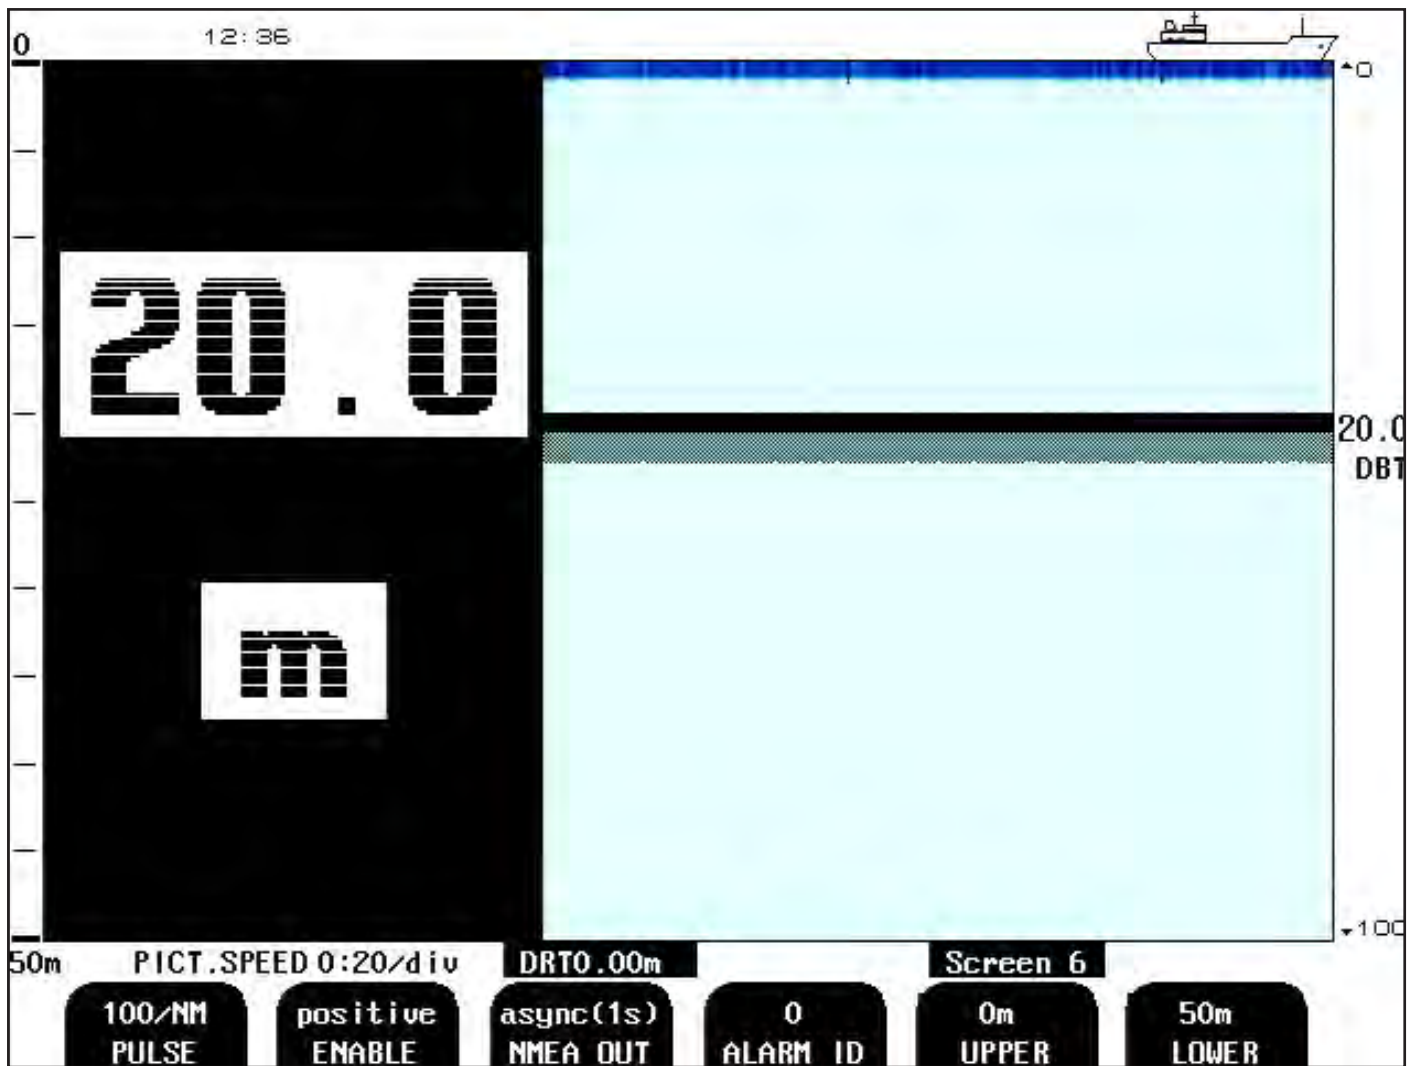 0 12:36
0
20.0
20.0
DBT
m
100
50m PICT.SPEED 0:20/div DRT0.00m Screen 6
100/NM positive async(1s) 0 0m 50m
PULSE ENABLE NMEA OUT ALARM ID UPPER LOWER